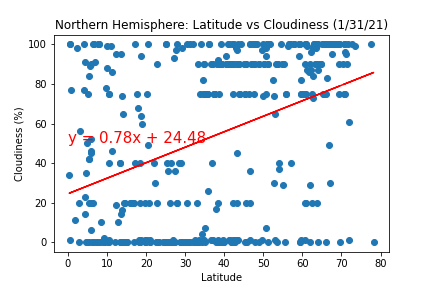 Northern Hemisphere: Latitude vs Cloudiness (1/31/21)
100
80
60
40
20
0
Cloudiness (%)
y = 0.78x + 24.48
0 10 20 30 40 50 60 70 80
Latitude